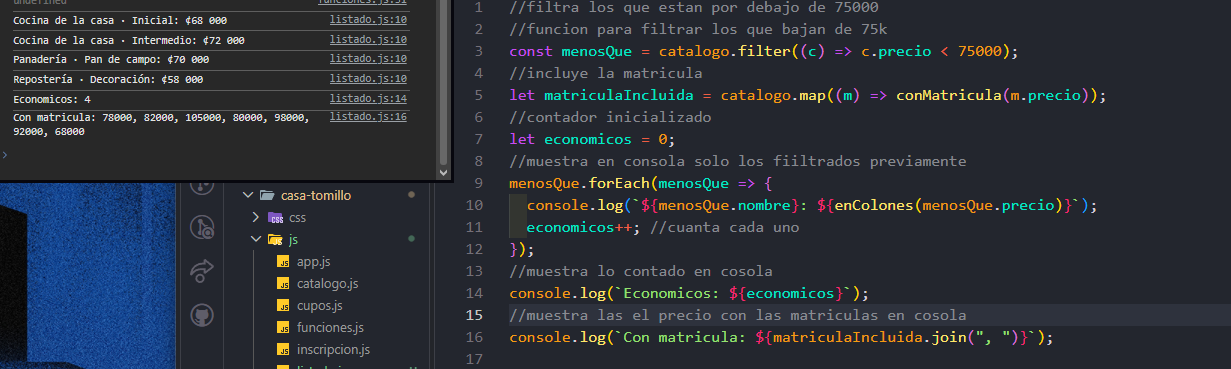 undefined funciones.js:31
Cocina de la casa · Inicial: ₡68 000 listado.js:10
Cocina de la casa · Intermedio: ₡72 000 listado.js:10
Panadería · Pan de campo: ₡70 000 listado.js:10
Repostería · Decoración: ₡58 000 listado.js:10
Economicos: 4 listado.js:14
Con matricula: 78000, 82000, 105000, 80000, 98000, listado.js:16
92000, 68000
casa-tomillo
css
js
app.js
catalogo.js
cupos.js
funciones.js
inscripcion.js
1 //filtra los que estan por debajo de 75000
2 //funcion para filtrar los que bajan de 75k
3 const menosQue = catalogo.filter((c) => c.precio < 75000);
4 //incluye la matricula
5 let matriculaIncluida = catalogo.map((m) => conMatricula(m.precio));
6 //contador inicializado
7 let economicos = 0;
8 //muestra en consola solo los fiiltrados previamente
9 menosQue.forEach(menosQue => {
10 console.log(`${menosQue.nombre}: ${enColones(menosQue.precio)}`);
11 economicos++; //cuanta cada uno
12 });
13 //muestra lo contado en cosola
14 console.log(`Economicos: ${economicos}`);
15 //muestra las el precio con las matriculas en cosola
16 console.log(`Con matricula: ${matriculaIncluida.join(", ")}`);
17